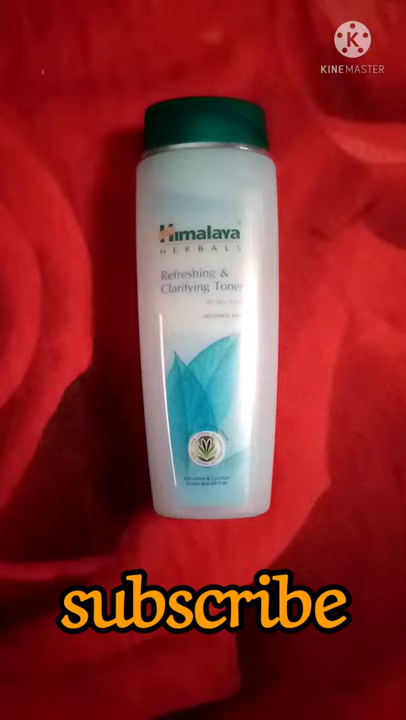 KINEMASTER
Himalaya
HERBALS
Refreshing &
Clarifying Toner
subscribe